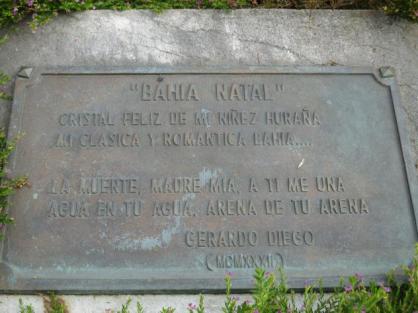 "BAHIA NATAL"
CRISTAL FELIZ DE MI NIÑEZ HURAÑA
MI CLASICA Y ROMANTICA BAHIA....
LA MUERTE, MADRE MIA, A TI ME UNA
AGUA EN TU AGUA, ARENA DE TU ARENA
GERARDO DIEGO
(MCMXXXII)